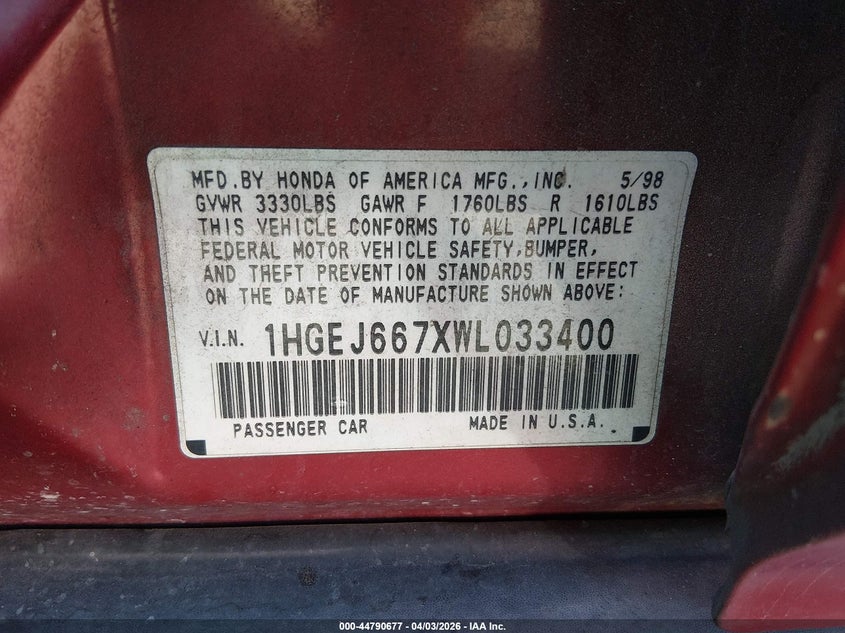 MFD.BY HONDA OF AMERICA MFG.,INC. 5/98
GVWR 3330LBS GAWR F 1760LBS R 1610LBS
THIS VEHICLE CONFORMS TO ALL APPLICABLE
FEDERAL MOTOR VEHICLE SAFETY,BUMPER,
AND THEFT PREVENTION STANDARDS IN EFFECT
ON THE DATE OF MANUFACTURE SHOWN ABOVE:
V.I.N. 1HGEJ667XWL033400
PASSENGER CAR MADE IN U.S.A.
000-44790677 | 04/03/2026 - IAA Inc.